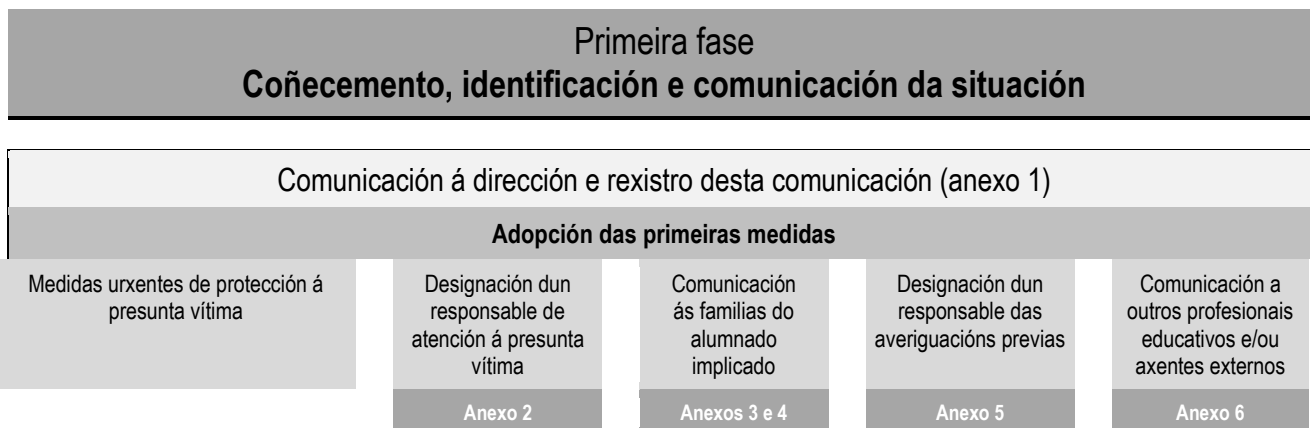 Primeira fase
Coñecemento, identificación e comunicación da situación
Comunicación á dirección e rexistro desta comunicación (anexo 1)
Adopción das primeiras medidas
Medidas urxentes de protección á
presunta vítima
Designación dun
responsable de
atención á presunta
vítima
Anexo 2
Comunicación
ás familias do
alumnado
implicado
Anexos 3 e 4
Designación dun
responsable das
averiguacións previas
Anexo 5
Comunicación a
outros profesionais
educativos e/ou
axentes externos
Anexo 6